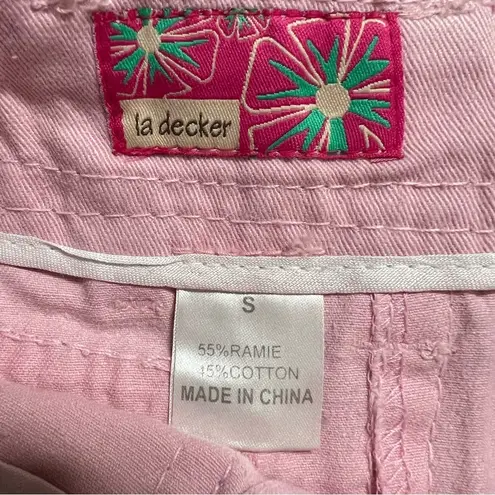 la decker
S
55%RAMIE
45%COTTON
MADE IN CHINA